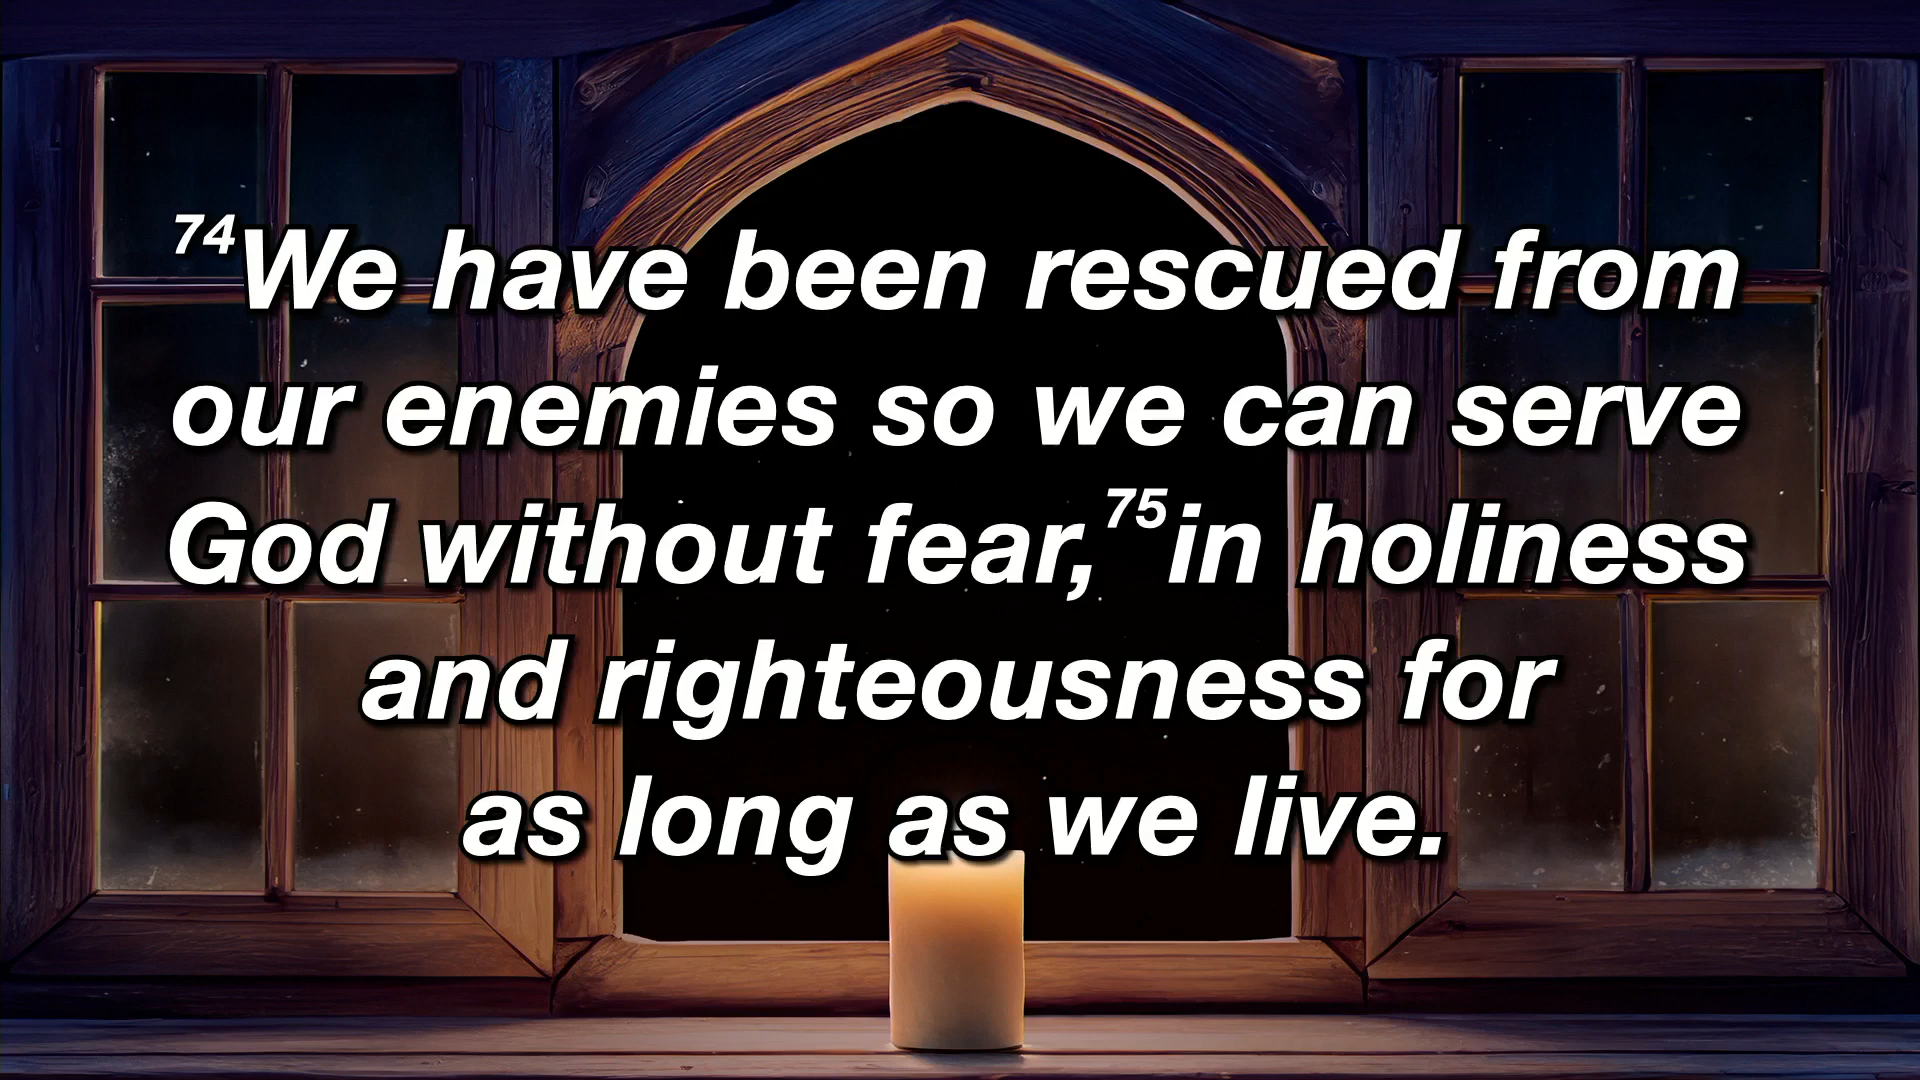 74We have been rescued from
our enemies so we can serve
God without fear,75in holiness
and righteousness for
as long as we live.